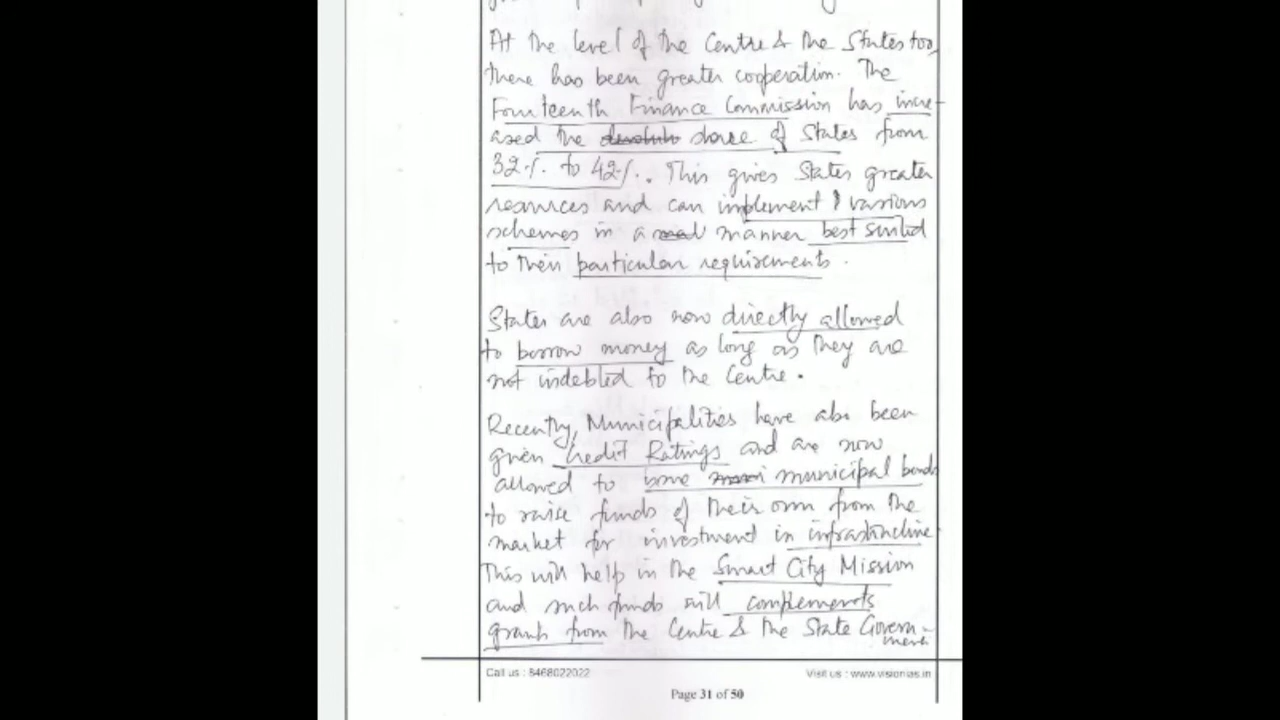 At the level of the Centre & the States too,
there has been greater cooperation. The
Fourteenth Finance Commission has incre-
ased the share of States from
32% to 42%. This gives States greater
resources and can implement various
schemes in a manner best suited
to their particular requirements.
States are also now directly allowed
to borrow money as long as they are
not indebted to the Centre.
Recently, Municipalities have also been
given Credit Ratings and are now
allowed to issue municipal bonds
to raise funds of their own from the
market for investment in infrastructure.
This will help in the Smart City Mission
and such funds will complements
grants from the Centre & the State Govern-
ment
Call us : 8468022022
Visit us : www.visionias.in
Page 31 of 50